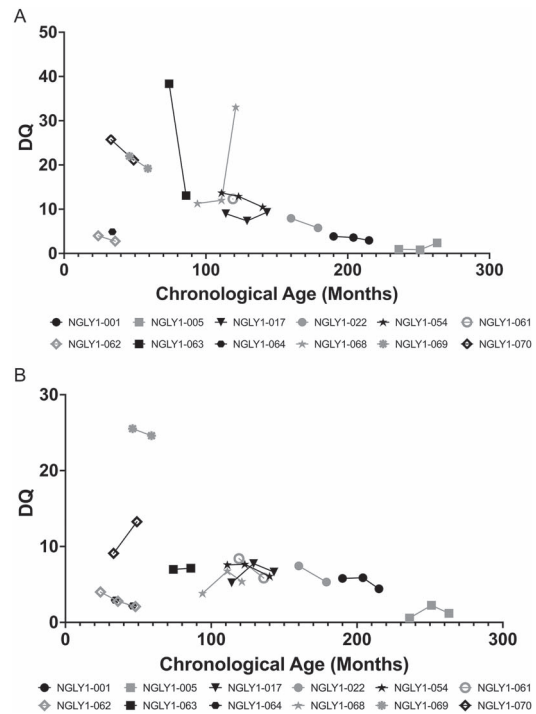 A
50
40
30
20
10
0
DQ
0 100 200 300
Chronological Age (Months)
NGLY1-001 NGLY1-005 NGLY1-017 NGLY1-022 NGLY1-054 NGLY1-061
NGLY1-062 NGLY1-063 NGLY1-064 NGLY1-068 NGLY1-069 NGLY1-070
B
30
20
10
0
DQ
0 100 200 300
Chronological Age (Months)
NGLY1-001 NGLY1-005 NGLY1-017 NGLY1-022 NGLY1-054 NGLY1-061
NGLY1-062 NGLY1-063 NGLY1-064 NGLY1-068 NGLY1-069 NGLY1-070